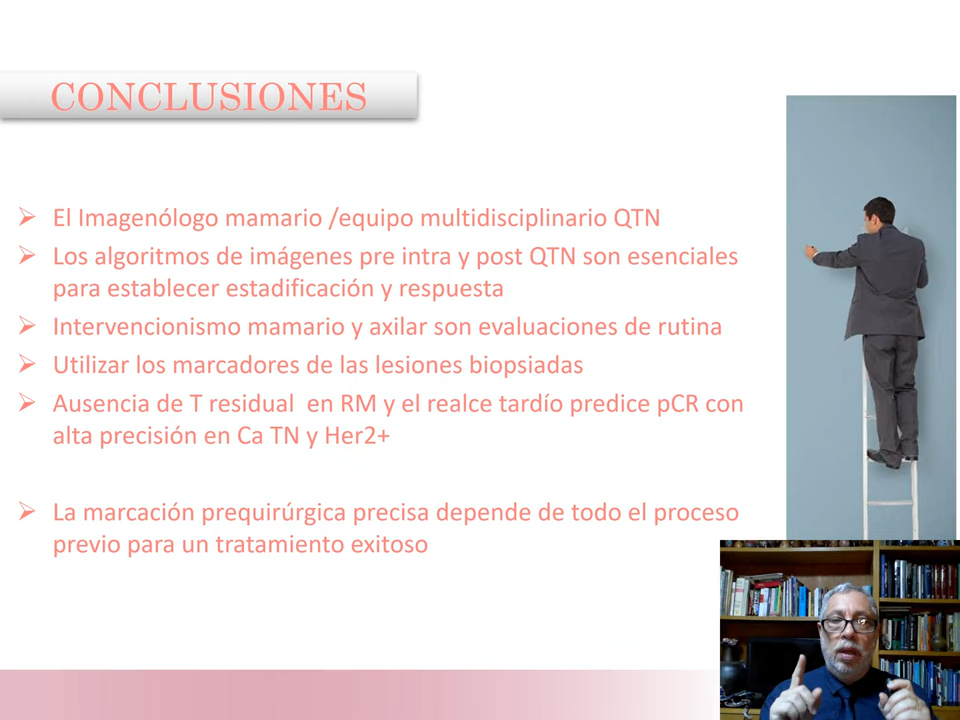 CONCLUSIONES
El Imagenólogo mamario /equipo multidisciplinario QTN
Los algoritmos de imágenes pre intra y post QTN son esenciales
para establecer estadificación y respuesta
Intervencionismo mamario y axilar son evaluaciones de rutina
Utilizar los marcadores de las lesiones biopsiadas
Ausencia de T residual en RM y el realce tardío predice pCR con
alta precisión en Ca TN y Her2+
La marcación prequirúrgica precisa depende de todo el proceso
previo para un tratamiento exitoso